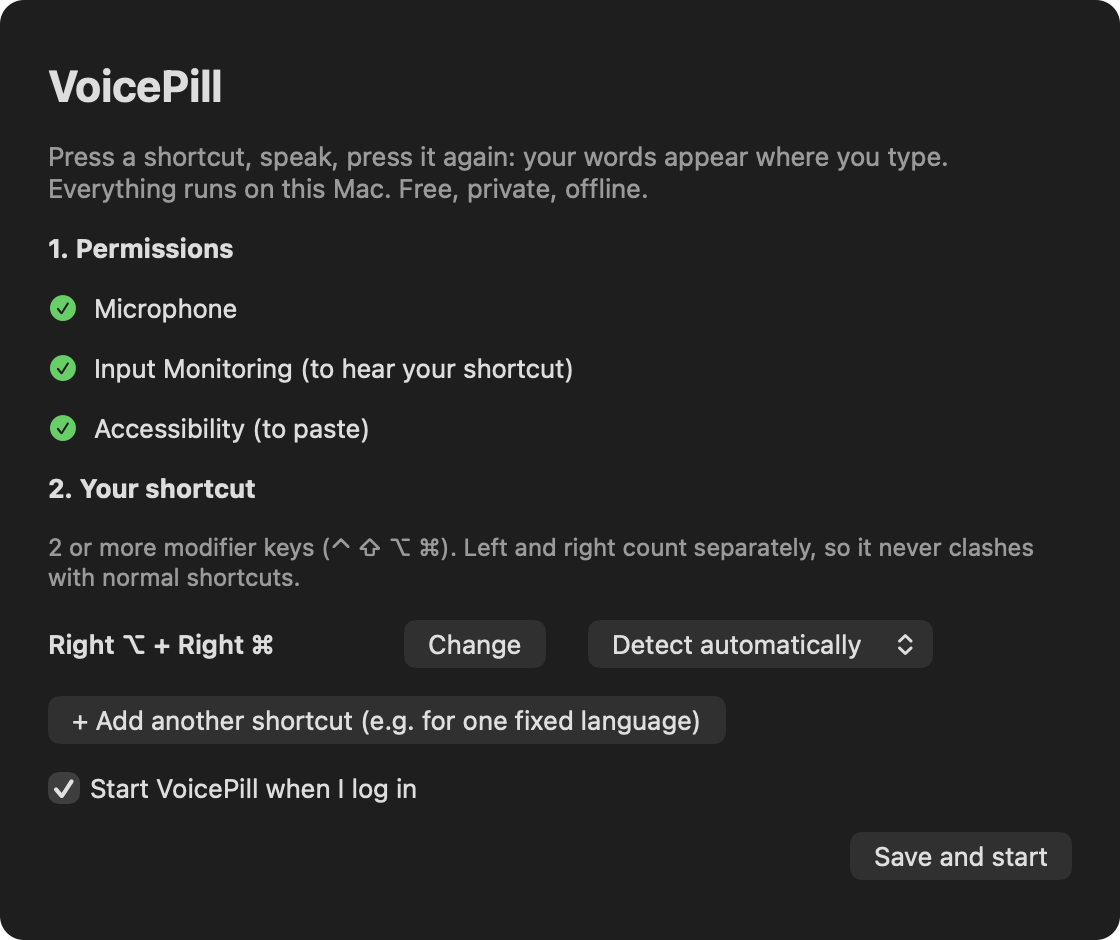 VoicePill
Press a shortcut, speak, press it again: your words appear where you type.
Everything runs on this Mac. Free, private, offline.
1. Permissions
Microphone
Input Monitoring (to hear your shortcut)
Accessibility (to paste)
2. Your shortcut
2 or more modifier keys (^ ⇧ ⌥ ⌘). Left and right count separately, so it never clashes
with normal shortcuts.
Right ⌥ + Right ⌘ Change Detect automatically
+ Add another shortcut (e.g. for one fixed language)
Start VoicePill when I log in
Save and start